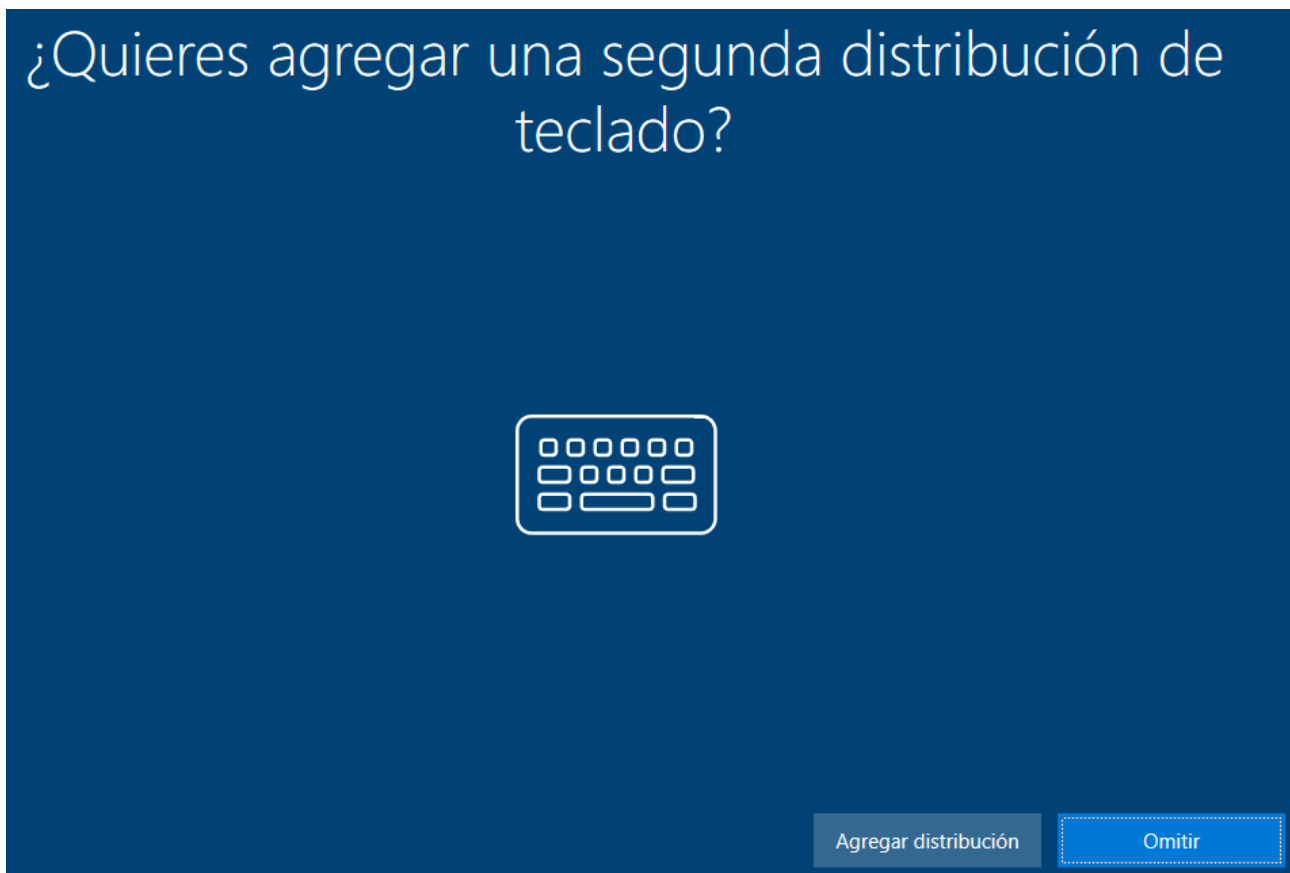 ¿Quieres agregar una segunda distribución de
teclado?
Agregar distribución
Omitir